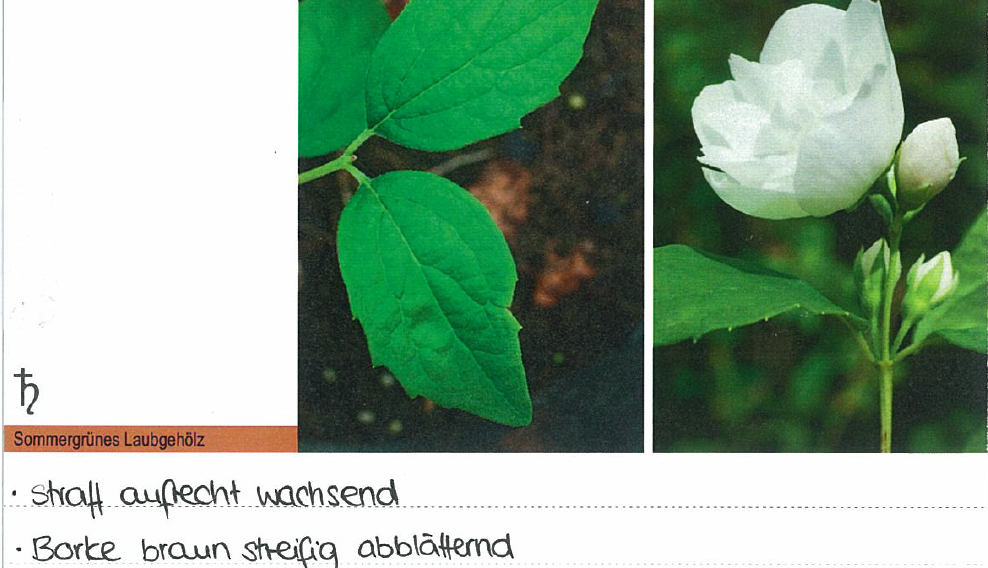 ♄
Sommergrünes Laubgehölz
· straff aufrecht wachsend
· Borke braun streifig abblätternd